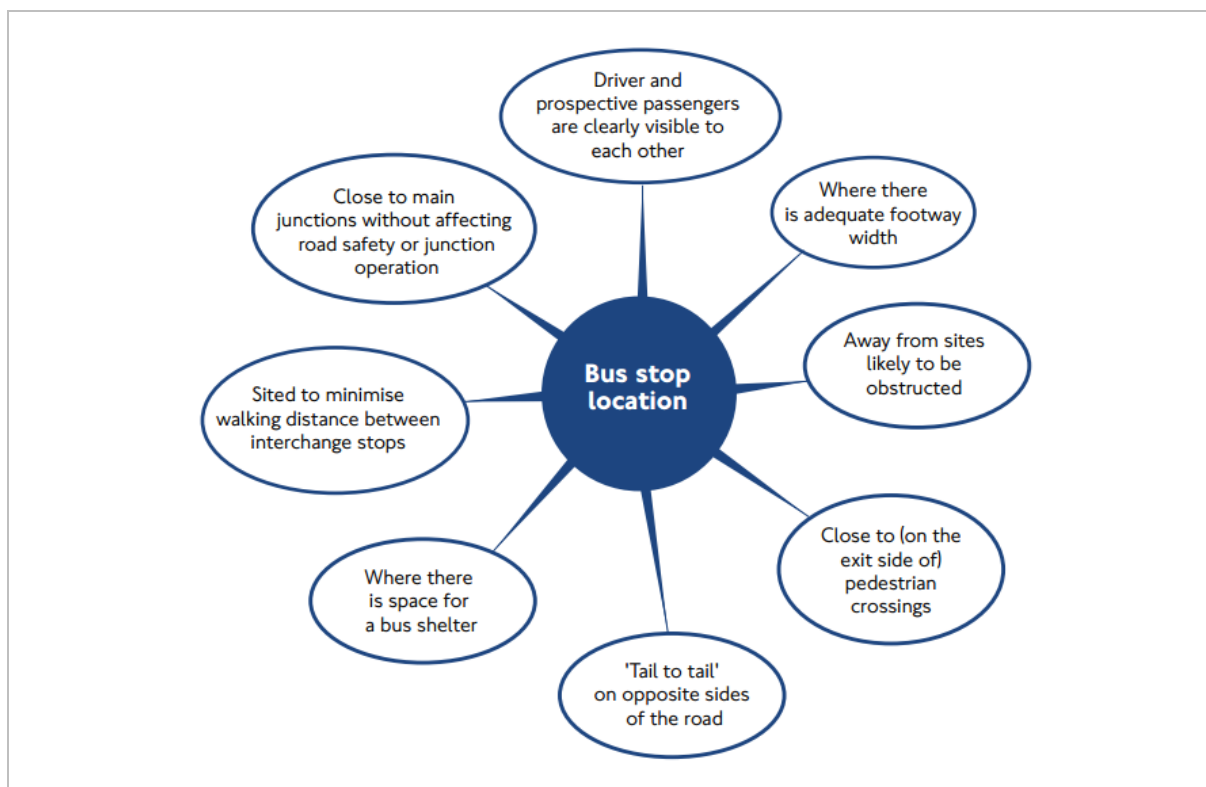 Driver and
prospective passengers
are clearly visible to
each other
Where there
is adequate footway
width
Close to main
junctions without affecting
road safety or junction
operation
Away from sites
likely to be
obstructed
Bus stop
location
Sited to minimise
walking distance between
interchange stops
Close to (on the
exit side of)
pedestrian
crossings
Where there
is space for
a bus shelter
'Tail to tail'
on opposite sides
of the road